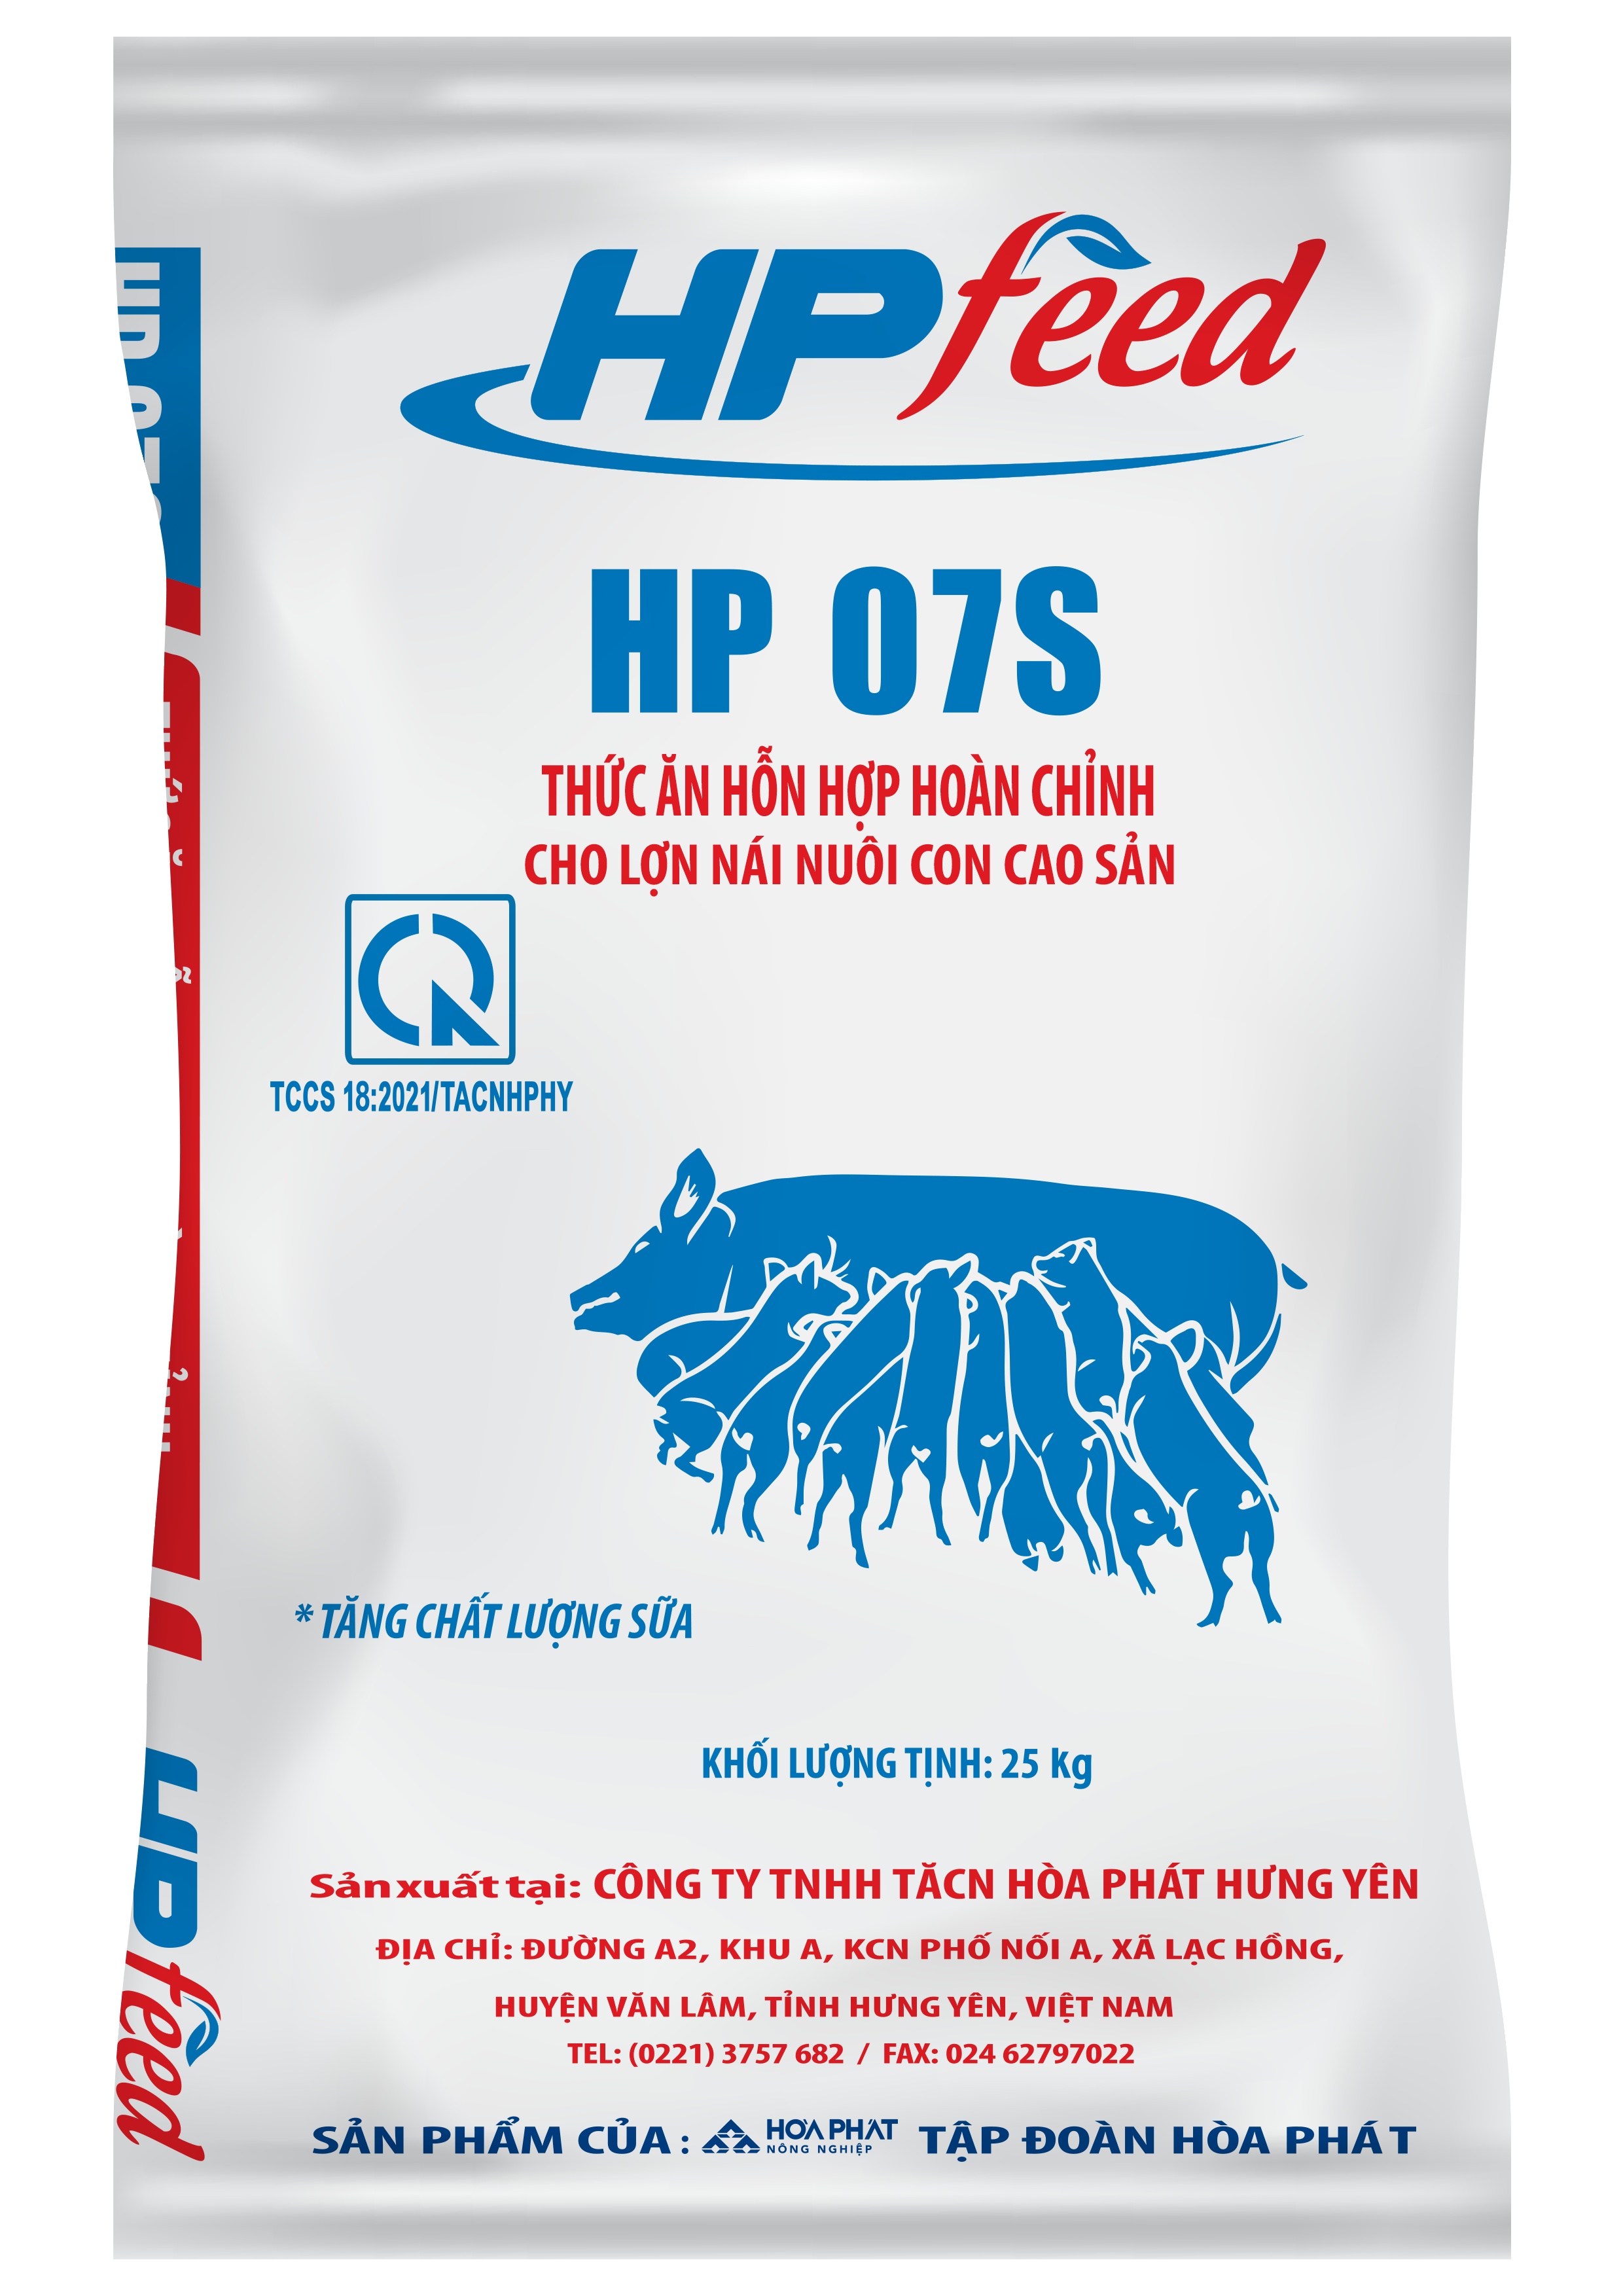 HPfeed
HP 07S
THỨC ĂN HỖN HỢP HOÀN CHỈNH
CHO LỢN NÁI NUÔI CON CAO SẢN
TCCS 18:2021/TACNHPHY
* TĂNG CHẤT LƯỢNG SỮA
KHỐI LƯỢNG TỊNH: 25 kg
Sản xuất tại: CÔNG TY TNHH TĂCN HÒA PHÁT HƯNG YÊN
ĐỊA CHỈ: ĐƯỜNG A2, KHU A, KCN PHỐ NỐI A, XÃ LẠC HỒNG,
HUYỆN VĂN LÂM, TỈNH HƯNG YÊN, VIỆT NAM
TEL: (0221) 3757 682 / FAX: 024 62797022
SẢN PHẨM CỦA : HÒA PHÁT TẬP ĐOÀN HÒA PHÁT
NÔNG NGHIỆP
HPfeed